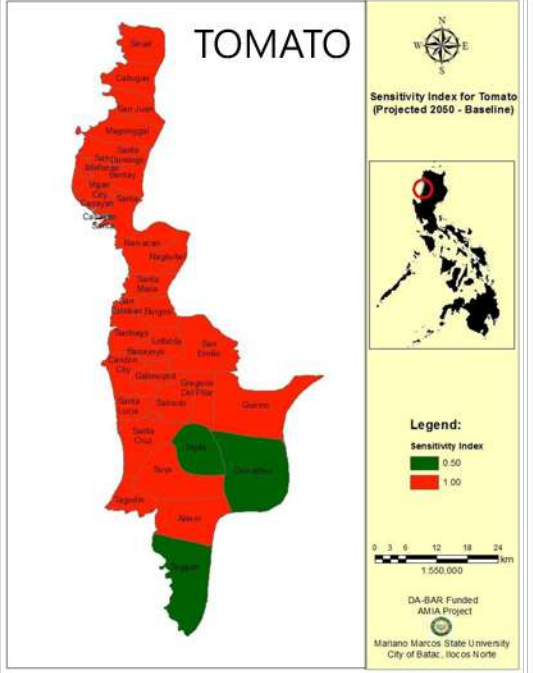 TOMATO
N
W E
S
Sensitivity Index for Tomato
(Projected 2050 - Baseline)
Sinait
Cabugao
San Juan
Magsingal
Santo
San Domingo
Ildefonso
Bantay
Vigan
City Santa
Caoayan
Santa
Narvacan
Nagbukel
Santa
Maria
San
Esteban Burgos
Santiago
Lidlidda
San
Emilio
Banayoyo
Candon
City
Galimuyod
Gregorio
Del Pilar
Santa
Lucia
Salcedo
Quirino
Santa
Cruz
Sigay
Suyo
Cervantes
Tagudin
Alilem
Sugpon
Legend:
Sensitivity Index
0.50
1.00
0 3 6 12 18 24
km
1:550,000
DA-BAR Funded
AMIA Project
Mariano Marcos State University
City of Batac, Ilocos Norte